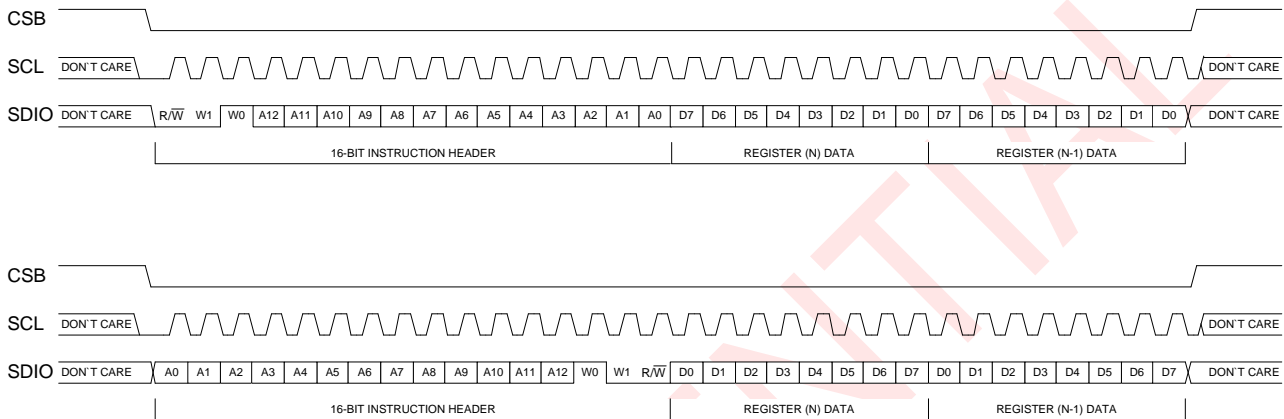 CSB
SCL DON'T CARE DON'T CARE
SDIO DON'T CARE R/W̅ W1 W0 A12 A11 A10 A9 A8 A7 A6 A5 A4 A3 A2 A1 A0 D7 D6 D5 D4 D3 D2 D1 D0 D7 D6 D5 D4 D3 D2 D1 D0 DON'T CARE
16-BIT INSTRUCTION HEADER REGISTER (N) DATA REGISTER (N-1) DATA
CSB
SCL DON'T CARE DON'T CARE
SDIO DON'T CARE A0 A1 A2 A3 A4 A5 A6 A7 A8 A9 A10 A11 A12 W0 W1 R/W̅ D0 D1 D2 D3 D4 D5 D6 D7 D0 D1 D2 D3 D4 D5 D6 D7 DON'T CARE
16-BIT INSTRUCTION HEADER REGISTER (N) DATA REGISTER (N-1) DATA
NTIAL